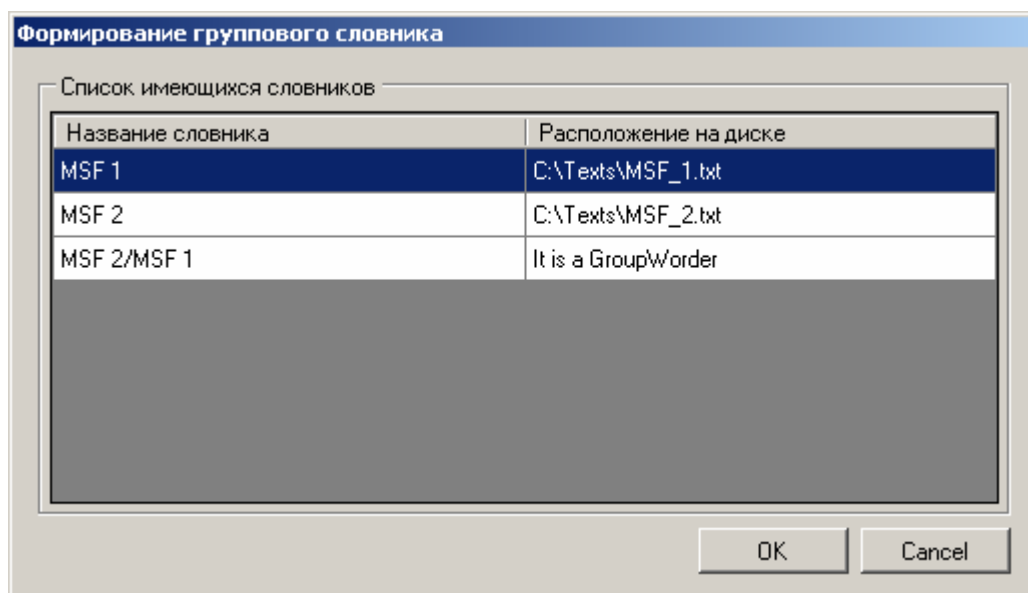 Формирование группового словника
Список имеющихся словников
Название словника Расположение на диске
MSF 1 C:\Texts\MSF_1.txt
MSF 2 C:\Texts\MSF_2.txt
MSF 2/MSF 1 It is a GroupWorder
OK Cancel